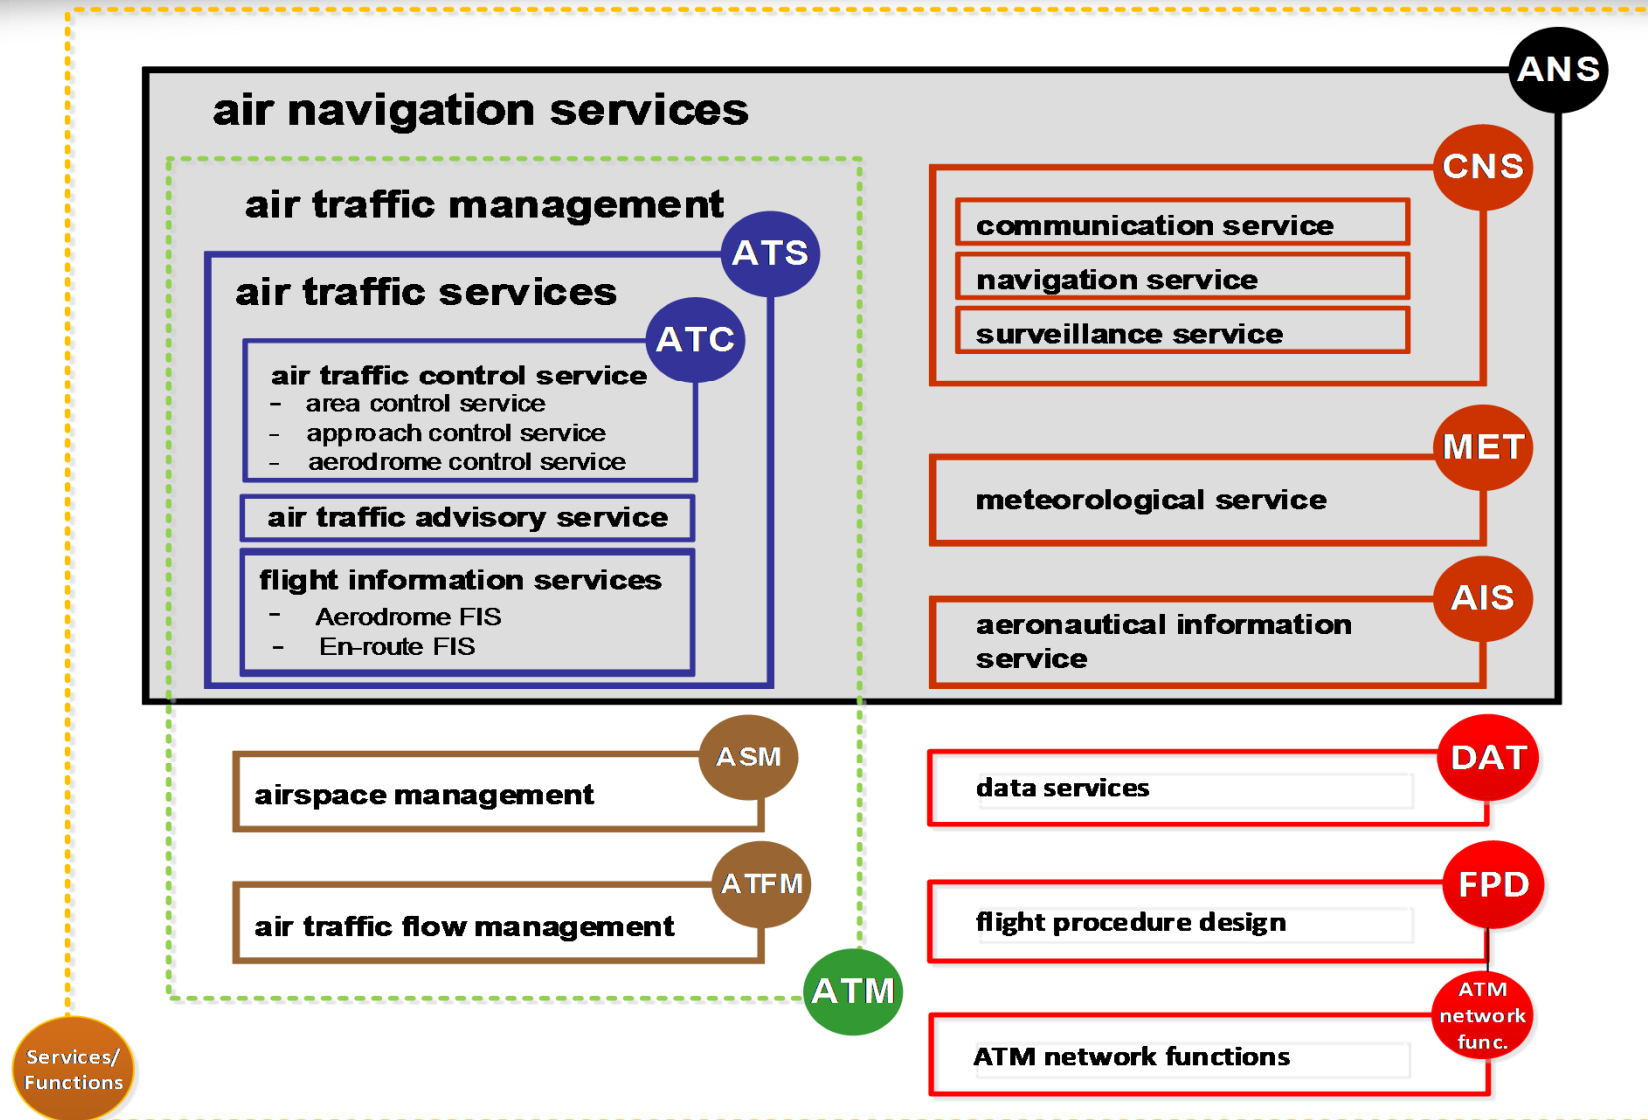 ANS
air navigation services
air traffic management
ATS
air traffic services
ATC
air traffic control service
- area control service
- approach control service
- aerodrome control service
air traffic advisory service
flight information services
- Aerodrome FIS
- En-route FIS
CNS
communication service
navigation service
surveillance service
MET
meteorological service
AIS
aeronautical information
service
ASM
airspace management
ATFM
air traffic flow management
ATM
DAT
data services
FPD
flight procedure design
ATM
network
func.
ATM network functions
Services/
Functions